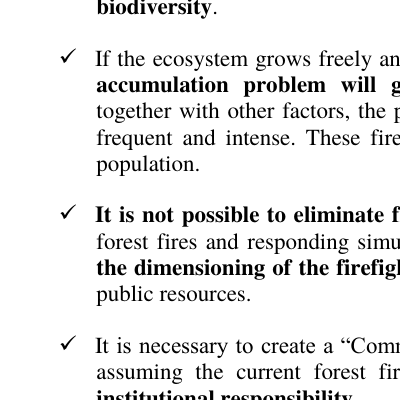 biodiversity.
✓ If the ecosystem grows freely an
accumulation problem will g
together with other factors, the p
frequent and intense. These fire
population.
✓ It is not possible to eliminate f
forest fires and responding simu
the dimensioning of the firefigh
public resources.
✓ It is necessary to create a “Comm
assuming the current forest fir
institutional responsibility